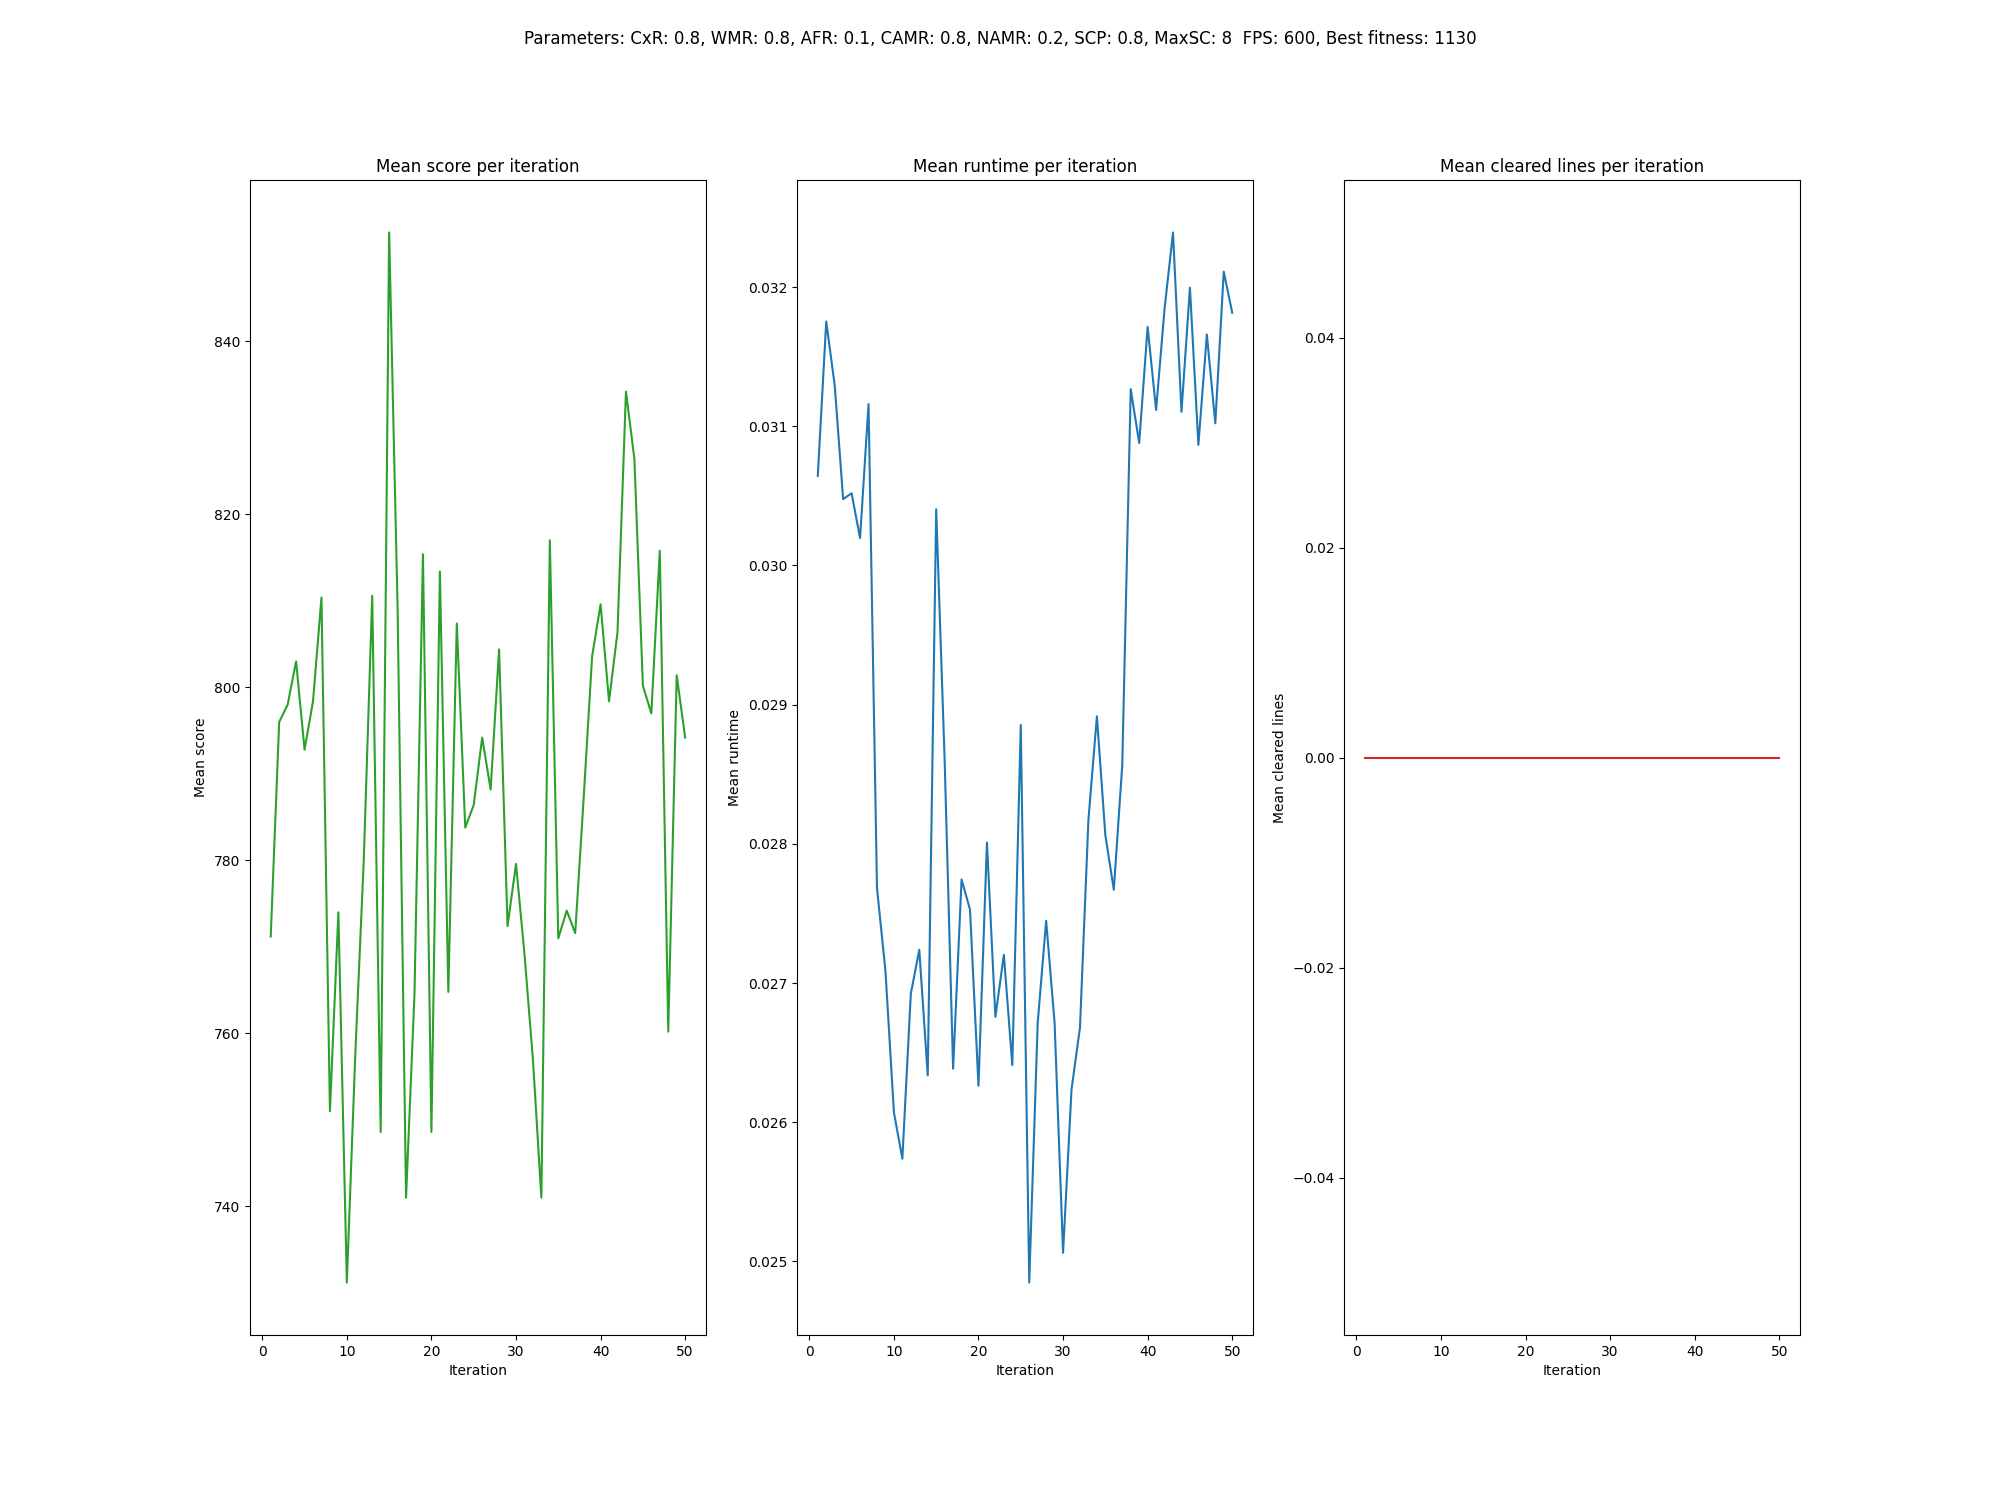 Parameters: CxR: 0.8, WMR: 0.8, AFR: 0.1, CAMR: 0.8, NAMR: 0.2, SCP: 0.8, MaxSC: 8  FPS: 600, Best fitness: 1130
Mean score per iteration
Mean score
840
820
800
780
760
740
0 10 20 30 40 50
Iteration
Mean runtime per iteration
Mean runtime
0.032
0.031
0.030
0.029
0.028
0.027
0.026
0.025
0 10 20 30 40 50
Iteration
Mean cleared lines per iteration
Mean cleared lines
0.04
0.02
0.00
−0.02
−0.04
0 10 20 30 40 50
Iteration